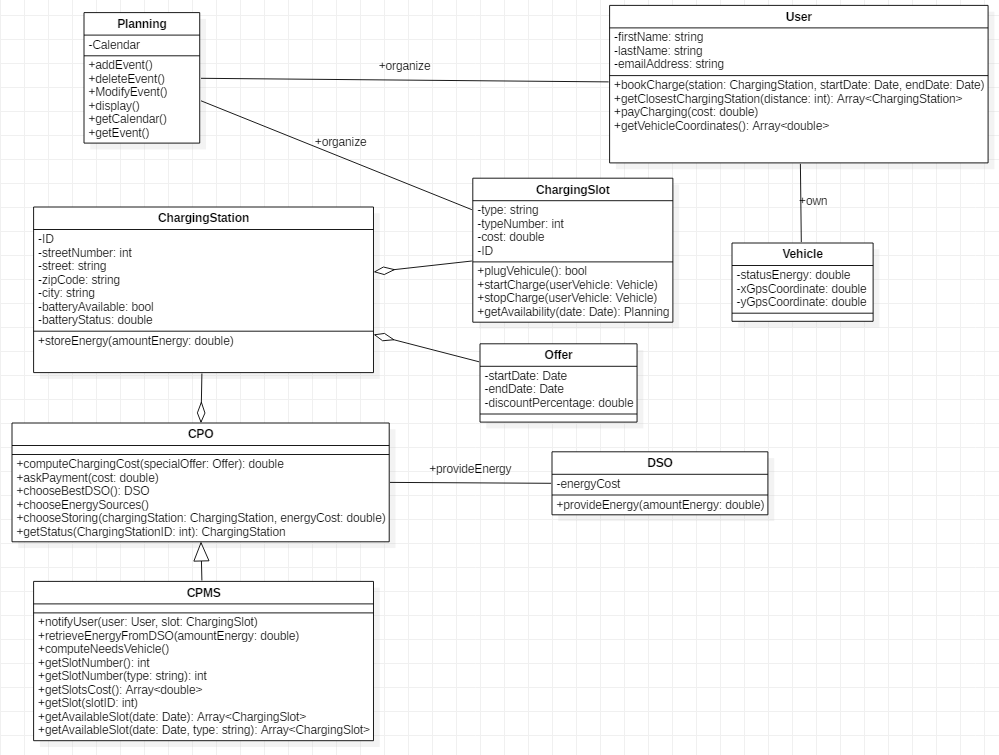 Planning
-Calendar
+addEvent()
+deleteEvent()
+ModifyEvent()
+display()
+getCalendar()
+getEvent()
+organize
+organize
User
-firstName: string
-lastName: string
-emailAddress: string
+bookCharge(station: ChargingStation, startDate: Date, endDate: Date)
+getClosestChargingStation(distance: int): Array<ChargingStation>
+payCharging(cost: double)
+getVehicleCoordinates(): Array<double>
+own
ChargingSlot
-type: string
-typeNumber: int
-cost: double
-ID
+plugVehicule(): bool
+startCharge(userVehicle: Vehicle)
+stopCharge(userVehicle: Vehicle)
+getAvailability(date: Date): Planning
ChargingStation
-ID
-streetNumber: int
-street: string
-zipCode: string
-city: string
-batteryAvailable: bool
-batteryStatus: double
+storeEnergy(amountEnergy: double)
Vehicle
-statusEnergy: double
-xGpsCoordinate: double
-yGpsCoordinate: double
Offer
-startDate: Date
-endDate: Date
-discountPercentage: double
CPO
+computeChargingCost(specialOffer: Offer): double
+askPayment(cost: double)
+chooseBestDSO(): DSO
+chooseEnergySources()
+chooseStoring(chargingStation: ChargingStation, energyCost: double)
+getStatus(ChargingStationID: int): ChargingStation
+provideEnergy
DSO
-energyCost
+provideEnergy(amountEnergy: double)
CPMS
+notifyUser(user: User, slot: ChargingSlot)
+retrieveEnergyFromDSO(amountEnergy: double)
+computeNeedsVehicle()
+getSlotNumber(): int
+getSlotNumber(type: string): int
+getSlotsCost(): Array<double>
+getSlot(slotID: int)
+getAvailableSlot(date: Date): Array<ChargingSlot>
+getAvailableSlot(date: Date, type: string): Array<ChargingSlot>